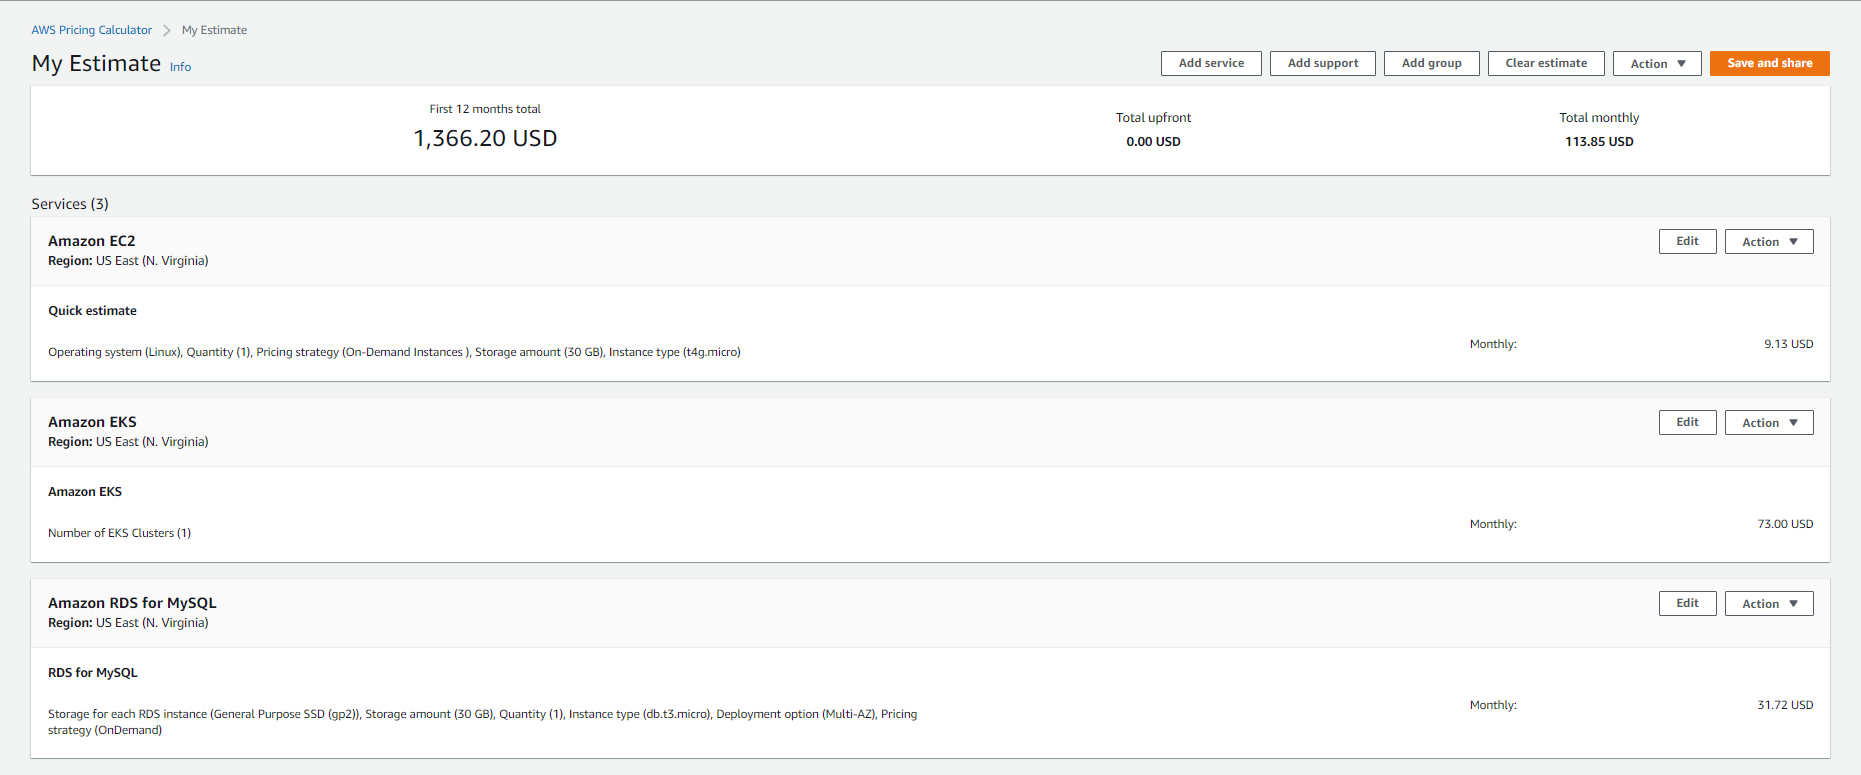 AWS Pricing Calculator > My Estimate
My Estimate Info
Add service Add support Add group Clear estimate Action ▼ Save and share
First 12 months total
1,366.20 USD
Total upfront
0.00 USD
Total monthly
113.85 USD
Services (3)
Amazon EC2
Region: US East (N. Virginia)
Edit Action ▼
Quick estimate
Operating system (Linux), Quantity (1), Pricing strategy (On-Demand Instances ), Storage amount (30 GB), Instance type (t4g.micro)
Monthly: 9.13 USD
Amazon EKS
Region: US East (N. Virginia)
Edit Action ▼
Amazon EKS
Number of EKS Clusters (1)
Monthly: 73.00 USD
Amazon RDS for MySQL
Region: US East (N. Virginia)
Edit Action ▼
RDS for MySQL
Storage for each RDS instance (General Purpose SSD (gp2)), Storage amount (30 GB), Quantity (1), Instance type (db.t3.micro), Deployment option (Multi-AZ), Pricing
strategy (OnDemand)
Monthly: 31.72 USD